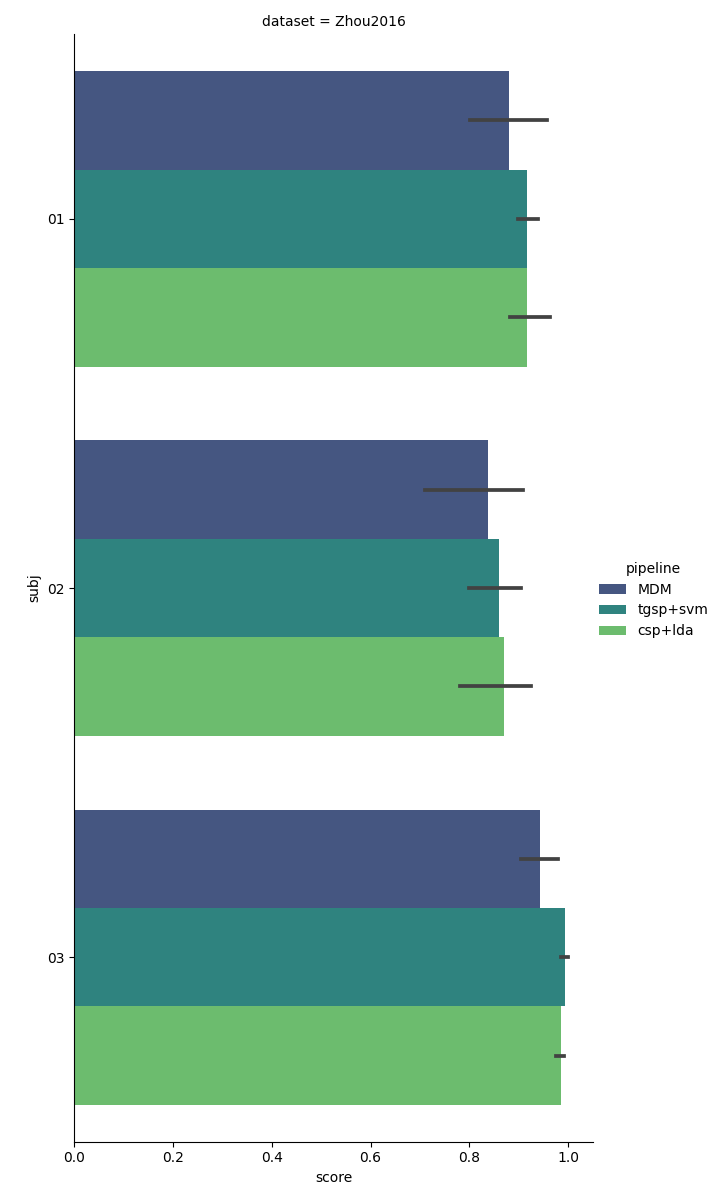 dataset = Zhou2016
01
02
03
subj
0.0 0.2 0.4 0.6 0.8 1.0
score
pipeline
MDM
tgsp+svm
csp+lda